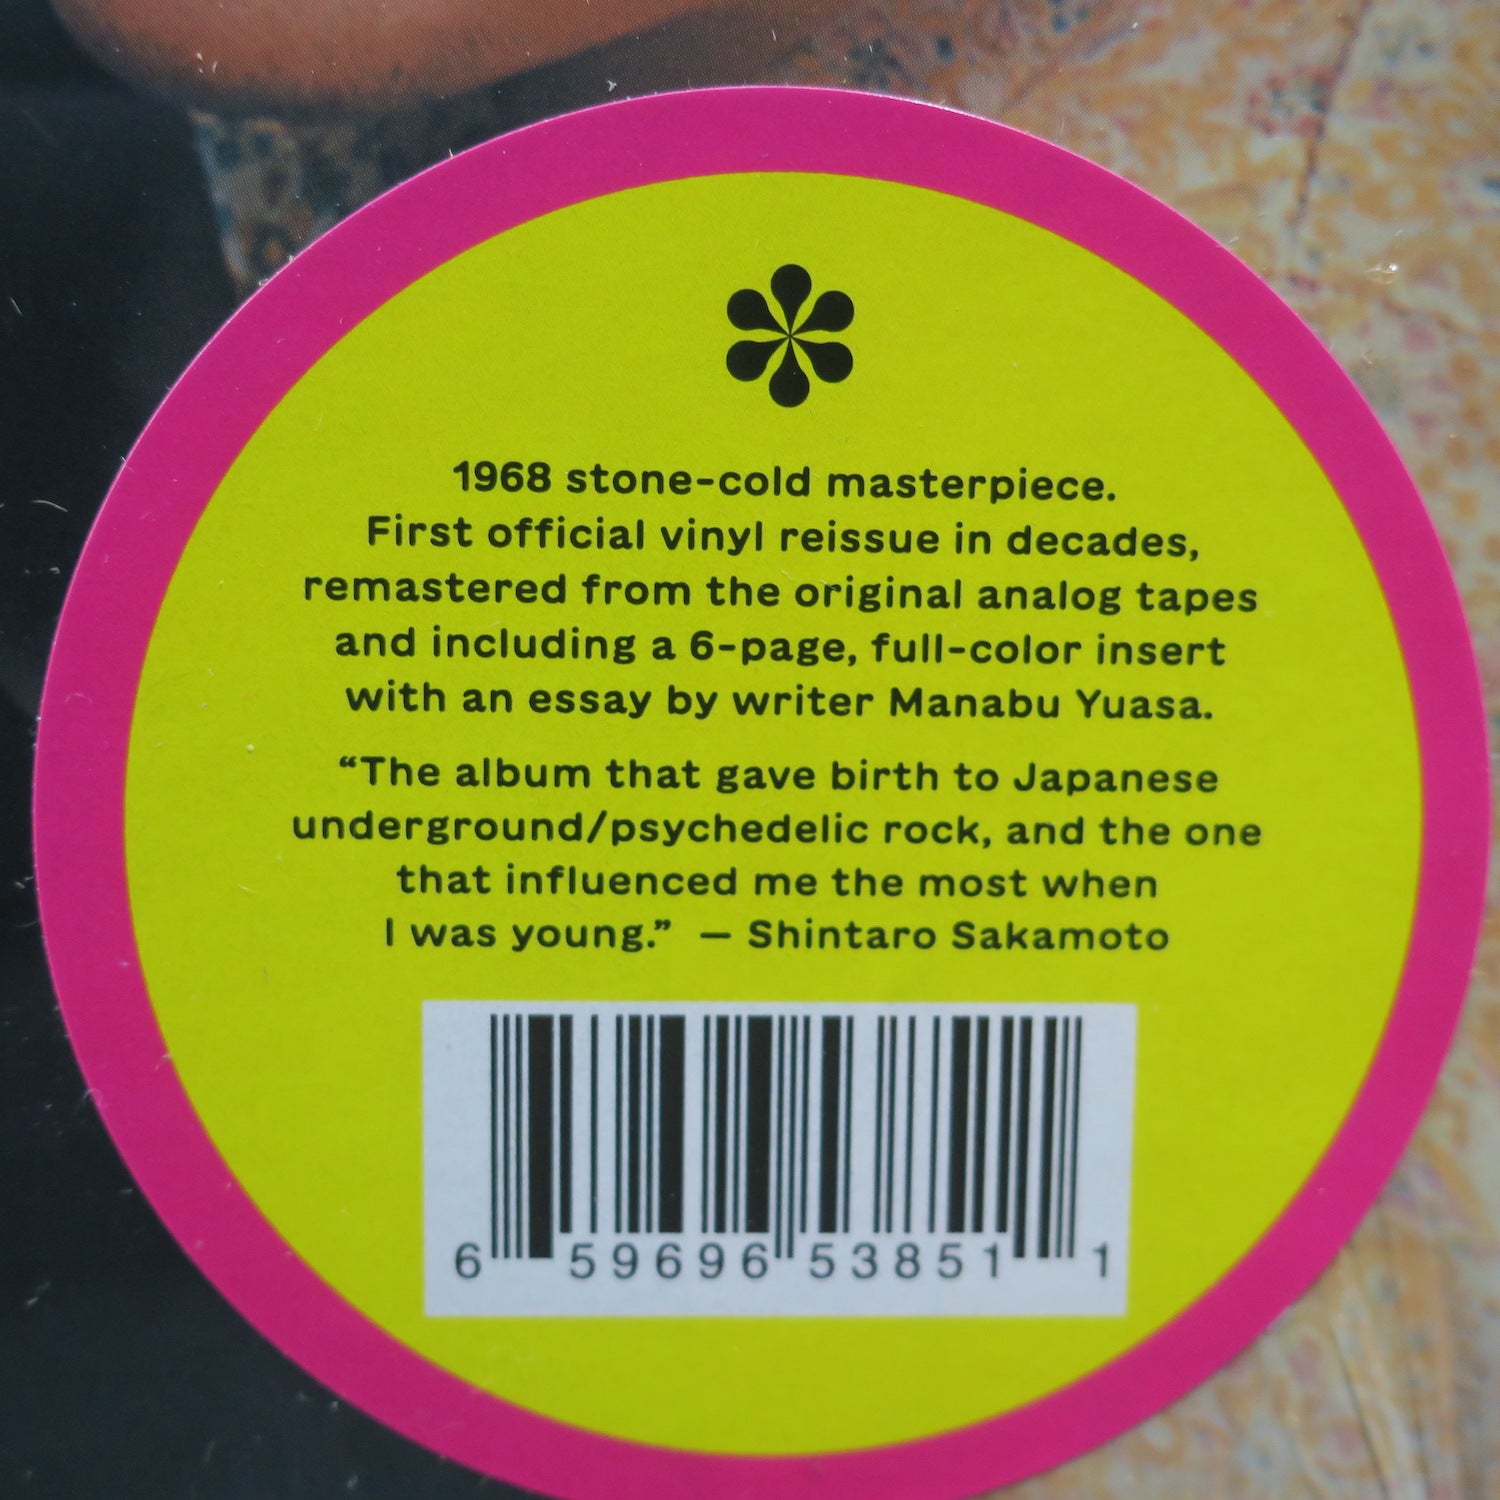 1968 stone-cold masterpiece.
First official vinyl reissue in decades,
remastered from the original analog tapes
and including a 6-page, full-color insert
with an essay by writer Manabu Yuasa.
“The album that gave birth to Japanese
underground/psychedelic rock, and the one
that influenced me the most when
I was young.” — Shintaro Sakamoto
6 59696 53851 1